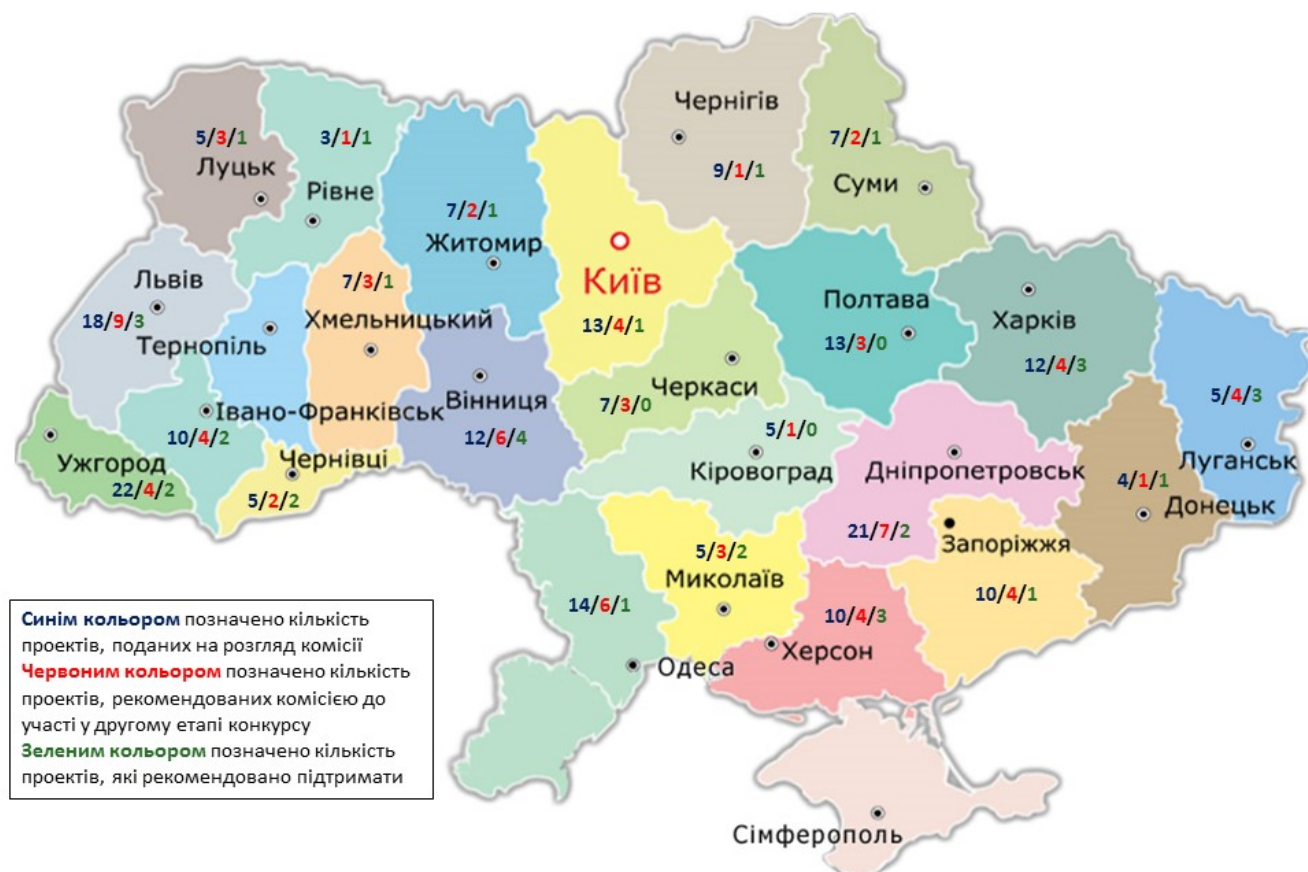 Чернігів
9/1/1
7/2/1
Суми
5/3/1
Луцьк
3/1/1
Рівне
7/2/1
Житомир
Київ
13/4/1
Львів
18/9/3
Тернопіль
7/3/1
Хмельницький
Полтава
13/3/0
Харків
12/4/3
Черкаси
7/3/0
Вінниця
12/6/4
Івано-Франківськ
10/4/2
5/4/3
Луганськ
Ужгород
22/4/2
Чернівці
5/2/2
5/1/0
Кіровоград
Дніпропетровськ
21/7/2
4/1/1
Донецьк
Запоріжжя
10/4/1
5/3/2
Миколаїв
14/6/1
Одеса
10/4/3
Херсон
Сімферополь
Синім кольором позначено кількість
проектів, поданих на розгляд комісії
Червоним кольором позначено кількість
проектів, рекомендованих комісією до
участі у другому етапі конкурсу
Зеленим кольором позначено кількість
проектів, які рекомендовано підтримати